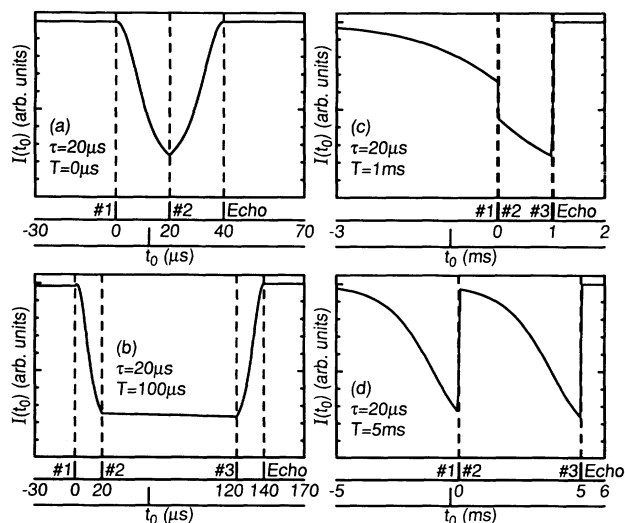 I(t₀) (arb. units)
(a)
τ=20μs
T=0μs
#1 #2 Echo
-30 0 20 40 70
t₀ (μs)
I(t₀) (arb. units)
(c)
τ=20μs
T=1ms
#1 #2 #3 Echo
-3 0 1 2
t₀ (ms)
I(t₀) (arb. units)
(b)
τ=20μs
T=100μs
#1 #2 #3 Echo
-30 0 20 120 140 170
t₀ (μs)
I(t₀) (arb. units)
(d)
τ=20μs
T=5ms
#1 #2 #3 Echo
-5 0 5 6
t₀ (ms)